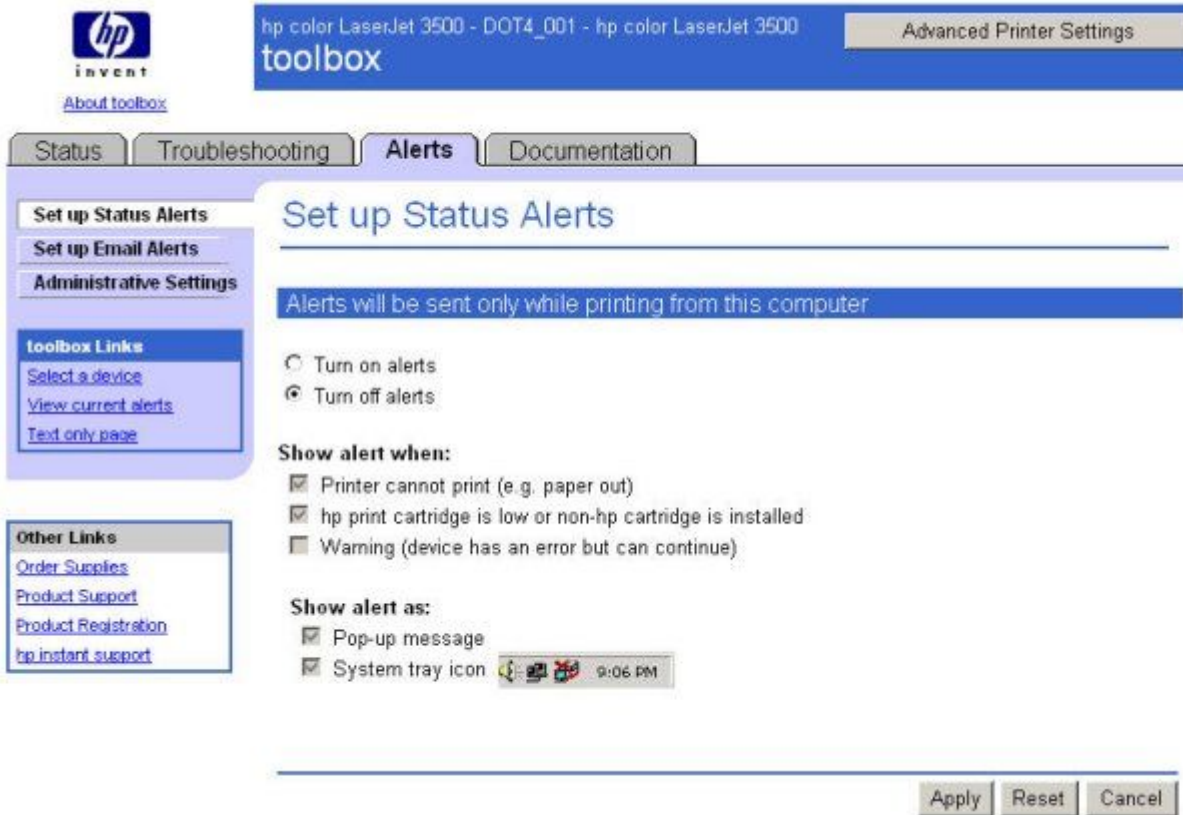 hp
invent
About toolbox
hp color LaserJet 3500 - DOT4_001 - hp color LaserJet 3500
toolbox
Advanced Printer Settings
Status
Troubleshooting
Alerts
Documentation
Set up Status Alerts
Set up Email Alerts
Administrative Settings
toolbox Links
Select a device
View current alerts
Text only page
Other Links
Order Supplies
Product Support
Product Registration
hp instant support
Set up Status Alerts
Alerts will be sent only while printing from this computer
Turn on alerts
Turn off alerts
Show alert when:
Printer cannot print (e.g. paper out)
hp print cartridge is low or non-hp cartridge is installed
Warning (device has an error but can continue)
Show alert as:
Pop-up message
System tray icon
9:06 PM
Apply
Reset
Cancel